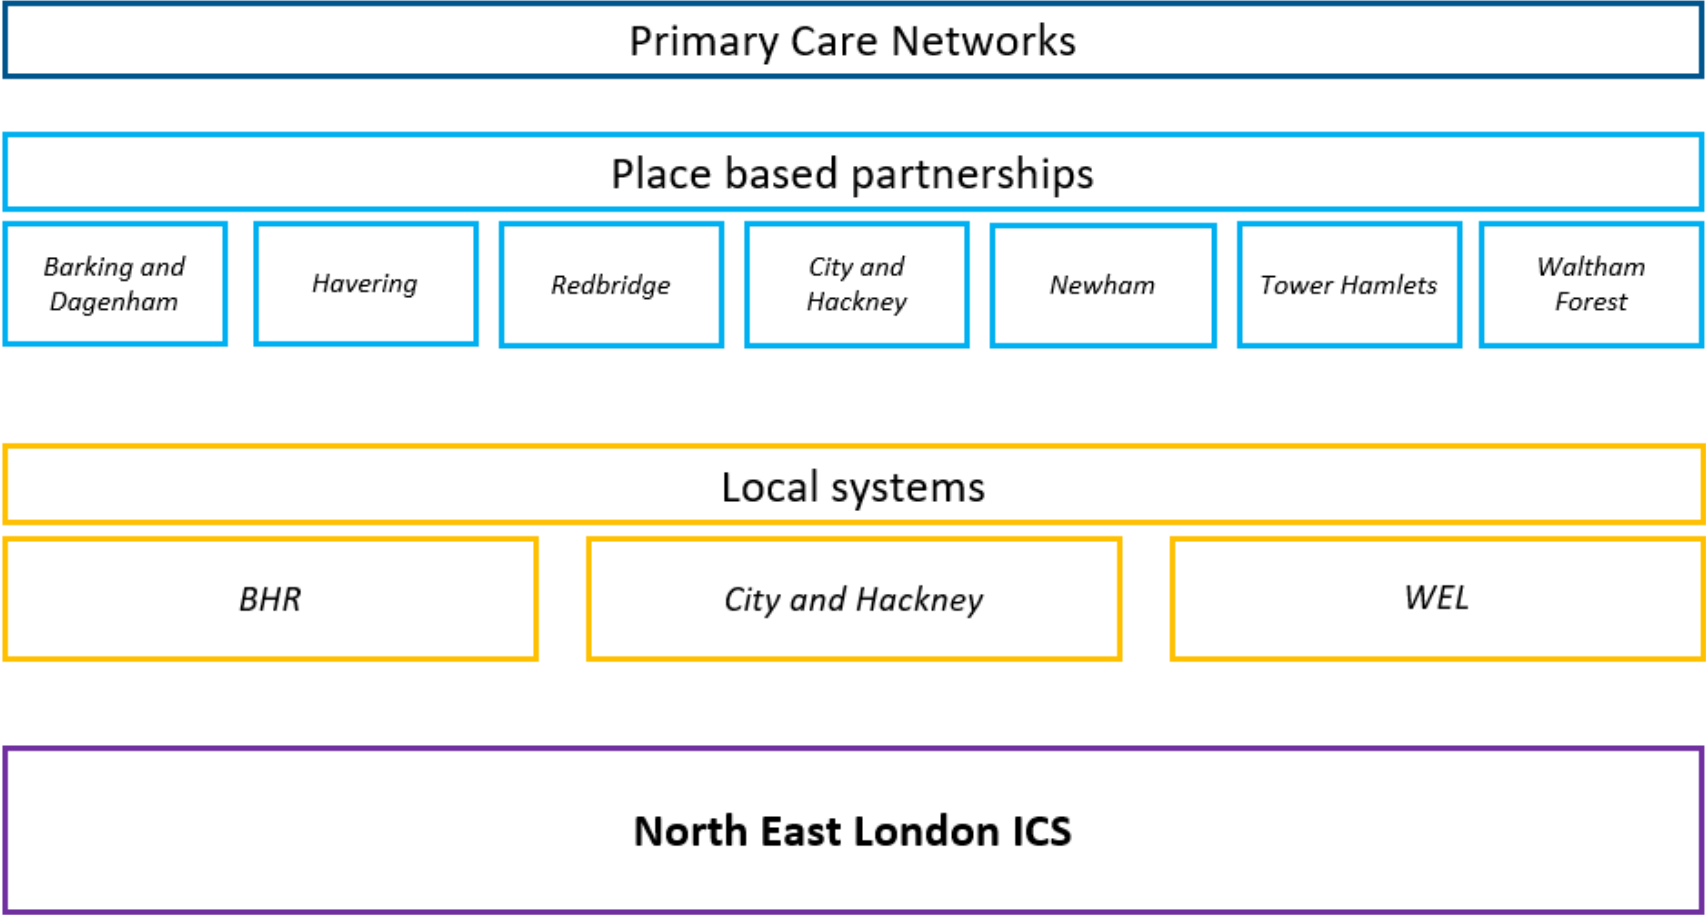 Primary Care Networks
Place based partnerships
Barking and
Dagenham
Havering
Redbridge
City and
Hackney
Newham
Tower Hamlets
Waltham
Forest
Local systems
BHR
City and Hackney
WEL
North East London ICS